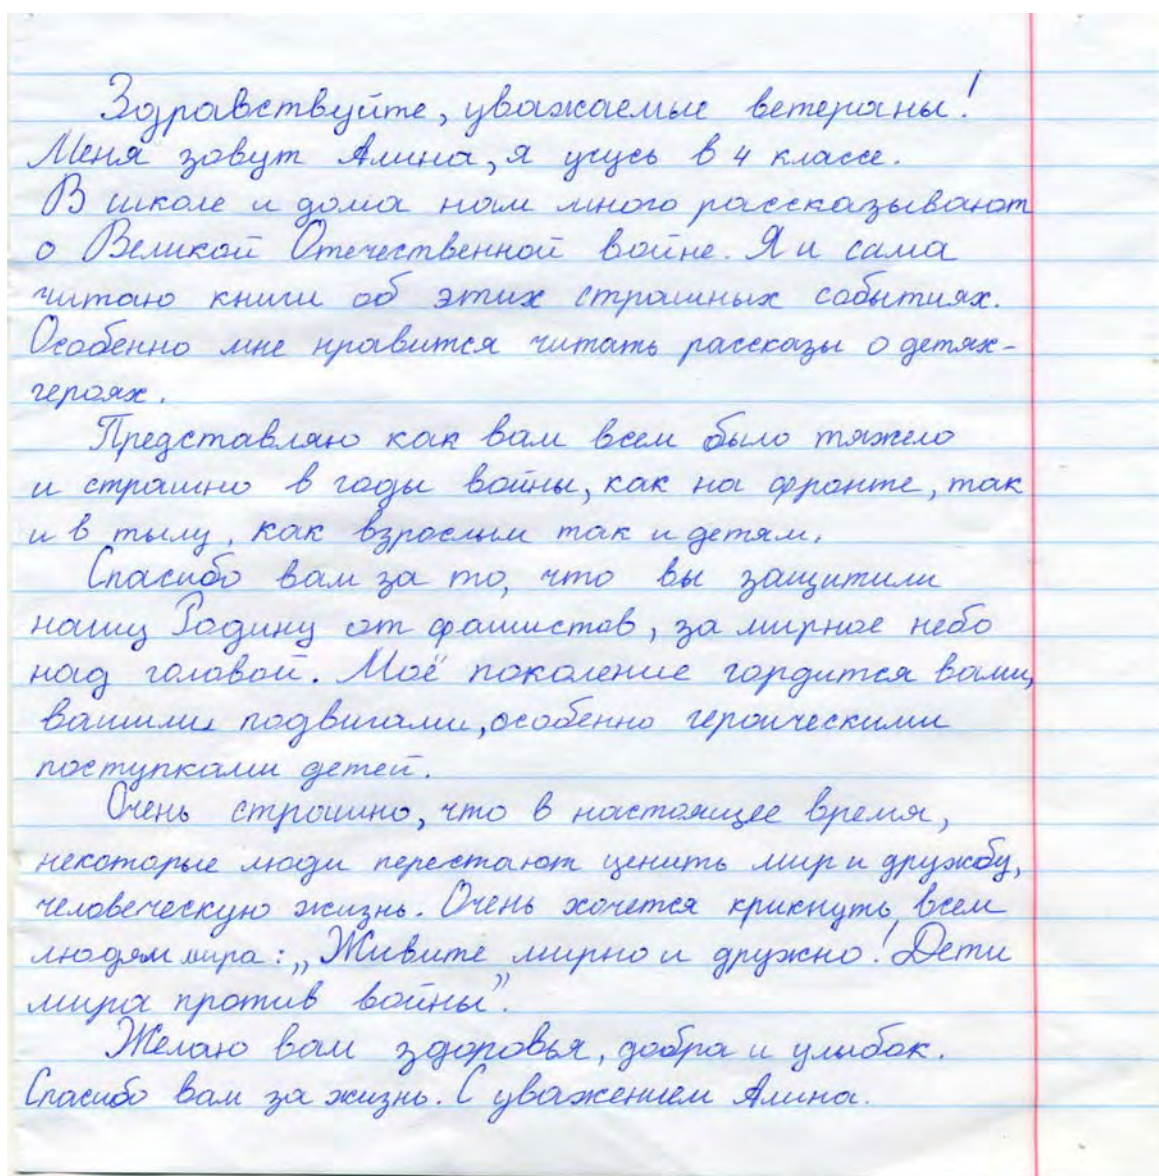 Здравствуйте, уважаемые ветераны!
Меня зовут Алина, я учусь в 4 классе.
В школе и дома нам много рассказывают
о Великой Отечественной войне. Я и сама
читаю книги об этих страшных событиях.
Особенно мне нравится читать рассказы о детях-
героях.
Представляю как вам всем было тяжело
и страшно в годы войны, как на фронте, так
и в тылу, как взрослым так и детям.
Спасибо вам за то, что вы защитили
нашу Родину от фашистов, за мирное небо
над головой. Моё поколение гордится вами,
вашими подвигами, особенно героическими
поступками детей.
Очень страшно, что в настоящее время,
некоторые люди перестают ценить мир и дружбу,
человеческую жизнь. Очень хочется крикнуть всем
людям мира: „Живите мирно и дружно! Дети
мира против войны”.
Желаю вам здоровья, добра и улыбок.
Спасибо вам за жизнь. С уважением Алина.